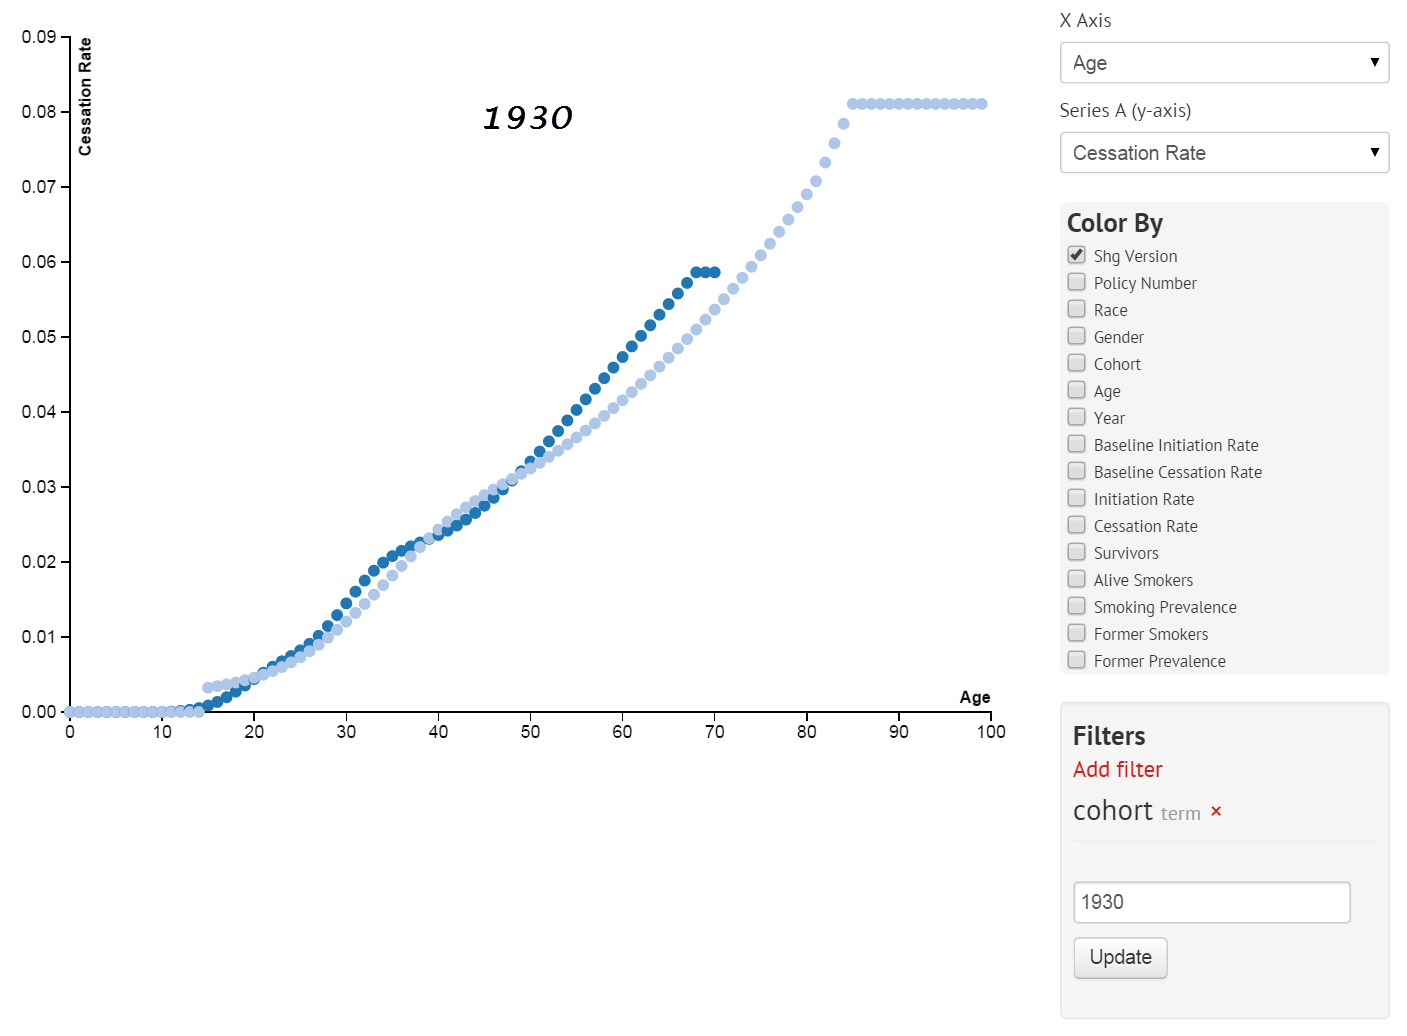 Cessation Rate
0.09
0.08
0.07
0.06
0.05
0.04
0.03
0.02
0.01
0.00
1930
Age
0 10 20 30 40 50 60 70 80 90 100
X Axis
Age
Series A (y-axis)
Cessation Rate
Color By
Shg Version
Policy Number
Race
Gender
Cohort
Age
Year
Baseline Initiation Rate
Baseline Cessation Rate
Initiation Rate
Cessation Rate
Survivors
Alive Smokers
Smoking Prevalence
Former Smokers
Former Prevalence
Filters
Add filter
cohort term ×
1930
Update